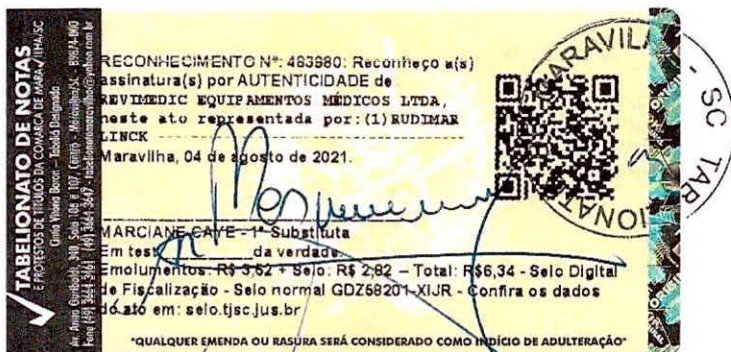 TABELIONATO DE NOTAS
E PROTESTOS DE TÍTULOS DA COMARCA DE MARAVILHA/SC
RECONHECIMENTO Nº: 463980: Reconheço a(s)
assinatura(s) por AUTENTICIDADE de
REVIMEDIC EQUIPAMENTOS MÉDICOS LTDA,
neste ato representada por: (1) RUDIMAR
LINCK
Maravilha, 04 de agosto de 2021.
MARCIANE CAYE - 1ª Substituta
Em test. da verdade.
Emolumentos: R$ 3,52 + Selo: R$ 2,82 – Total: R$6,34 - Selo Digital
de Fiscalização - Selo normal GDZ58201-XIJR - Confira os dados
do ato em: selo.tjsc.jus.br
"QUALQUER EMENDA OU RASURA SERÁ CONSIDERADO COMO INDÍCIO DE ADULTERAÇÃO"
MARAVILHA - SC